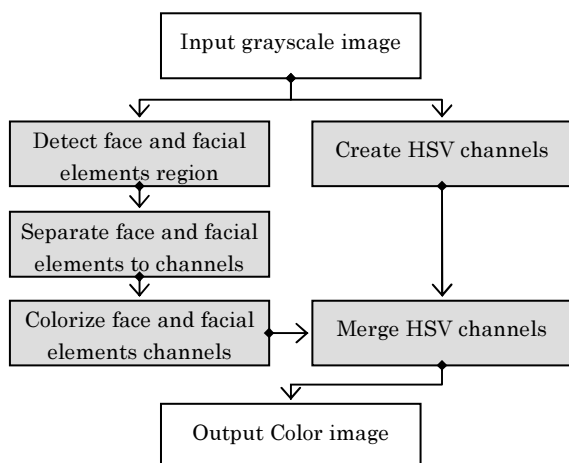 Input grayscale image
Detect face and facial
elements region
Create HSV channels
Separate face and facial
elements to channels
Colorize face and facial
elements channels
Merge HSV channels
Output Color image